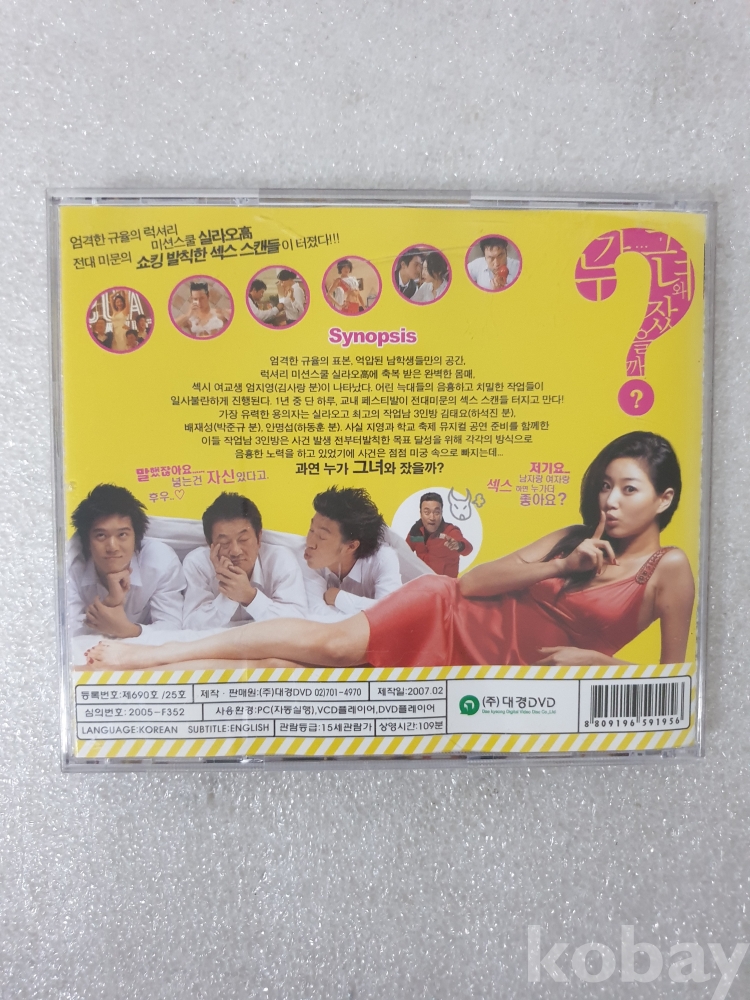 엄격한 규율의 럭셔리
미션스쿨 실라오高
전대 미문의 쇼킹 발칙한 섹스 스캔들이 터졌다!!!
누가... 그녀와 잤을까?
?
Synopsis
엄격한 규율의 표본, 억압된 남학생들만의 공간,
럭셔리 미션스쿨 실라오高에 축복 받은 완벽한 몸매,
섹시 여교생 엄지영(김사랑 분)이 나타났다. 어린 늑대들의 음흉하고 치밀한 작업들이
일사불란하게 진행된다. 1년 중 단 하루, 교내 페스티발이 전대미문의 섹스 스캔들 터지고 만다!
가장 유력한 용의자는 실라오고 최고의 작업남 3인방 김태요(하석진 분),
배재성(박준규 분), 안명섭(하동훈 분). 사실 지영과 학교 축제 뮤지컬 공연 준비를 함께한
이들 작업남 3인방은 사건 발생 전부터발칙한 목표 달성을 위해 각각의 방식으로
음흉한 노력을 하고 있었기에 사건은 점점 미궁 속으로 빠지는데...
과연 누가 그녀와 잤을까?
말했잖아요....
넣는건 자신있다고.
후우..♡
저기요..
남자랑 여자랑
섹스 하면 누가더
좋아요?
등록번호:제690호 /25호 제작 · 판매원:(주)대경DVD 02)701-4970 제작일:2007.02
심의번호: 2005-F352 사용환경:PC(자동실행),VCD플레이어,DVD플레이어
LANGUAGE:KOREAN SUBTITLE:ENGLISH 관람등급:15세관람가 상영시간:109분
(주)대경DVD
Dae kyoung Digital Video Disc Co.,Ltd
8 809196 591956
kobay